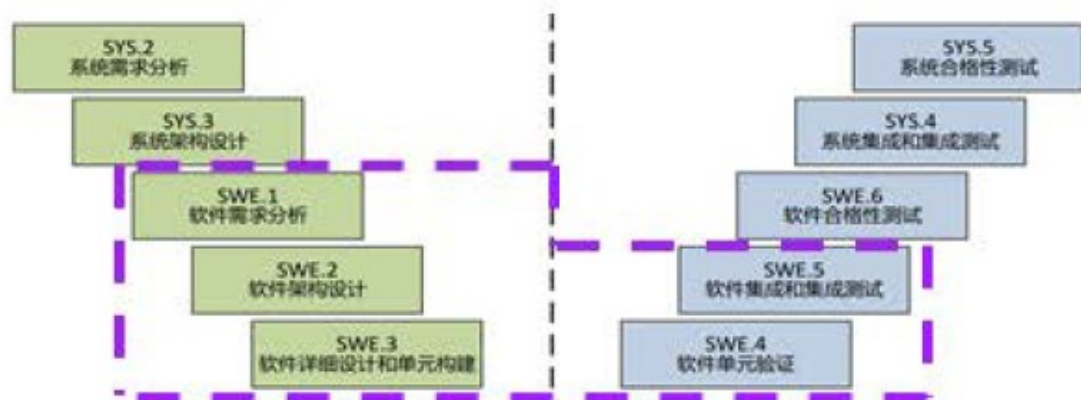 SYS.2
系统需求分析
SYS.5
系统合格性测试
SYS.3
系统架构设计
SYS.4
系统集成和集成测试
SWE.1
软件需求分析
SWE.6
软件合格性测试
SWE.2
软件架构设计
SWE.5
软件集成和集成测试
SWE.3
软件详细设计和单元构建
SWE.4
软件单元验证